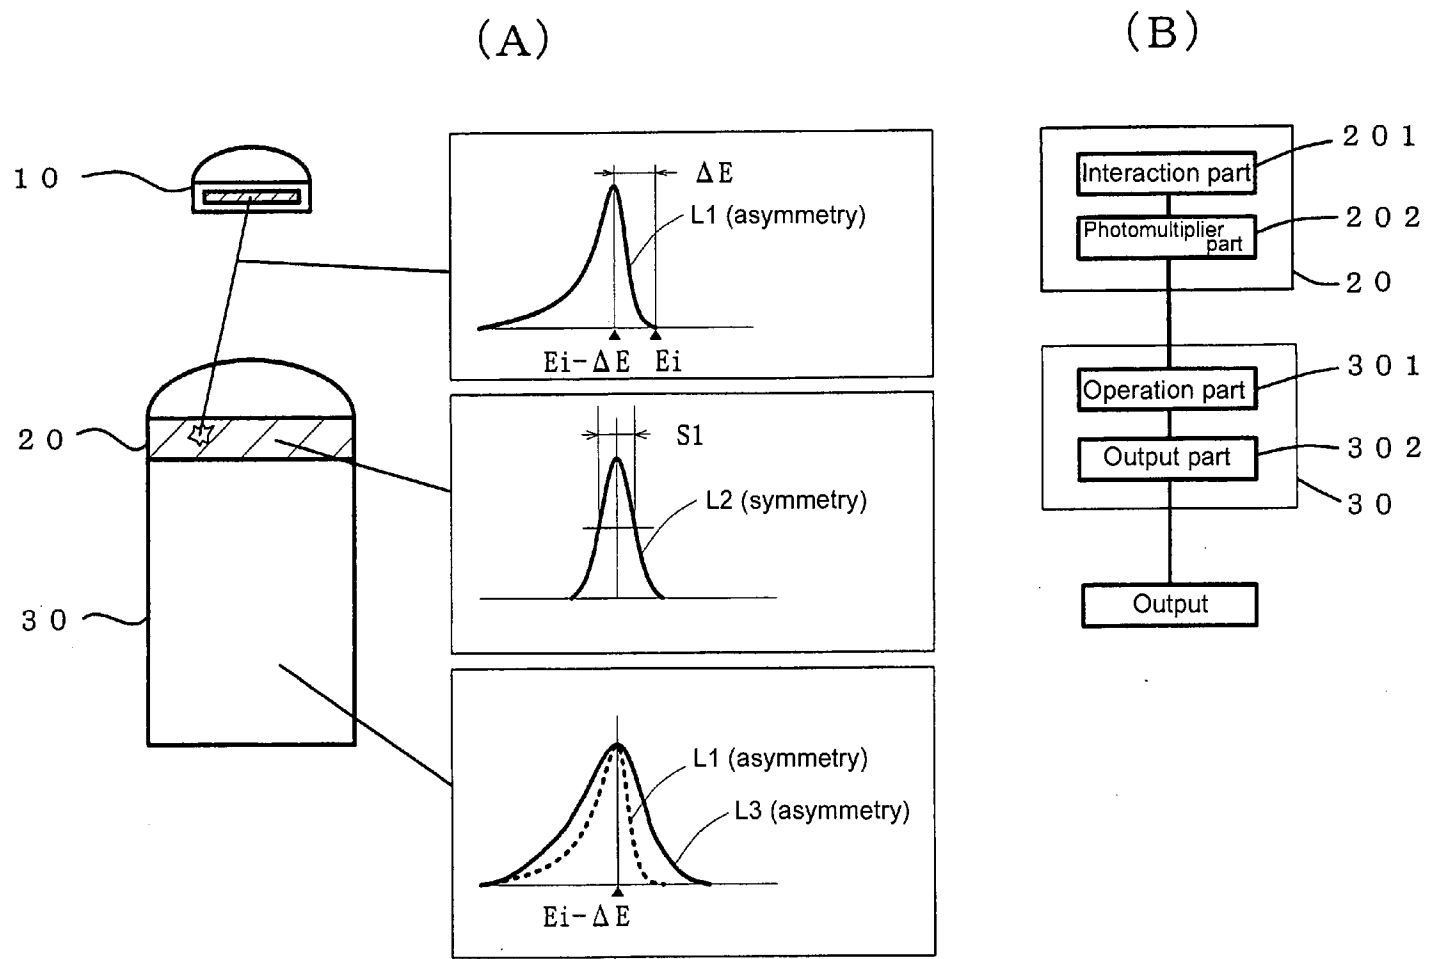 (A)
10
20
30
ΔE
L1 (asymmetry)
Ei-ΔE
Ei
S1
L2 (symmetry)
L1 (asymmetry)
L3 (asymmetry)
Ei-ΔE
(B)
201
Interaction part
202
Photomultiplier
part
20
301
Operation part
302
Output part
30
Output